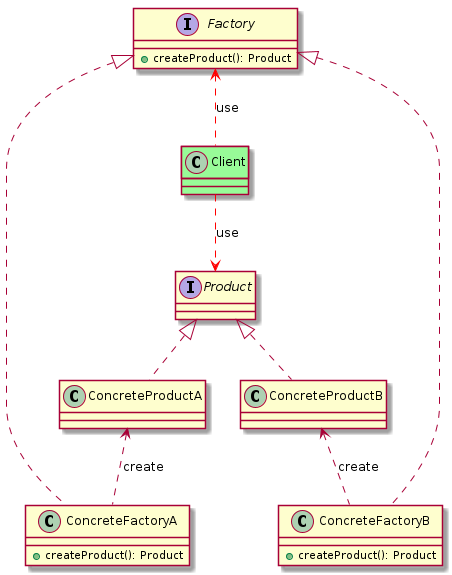 I Factory
createProduct(): Product
use
C Client
use
I Product
C ConcreteProductA
C ConcreteProductB
create
create
C ConcreteFactoryA
createProduct(): Product
C ConcreteFactoryB
createProduct(): Product